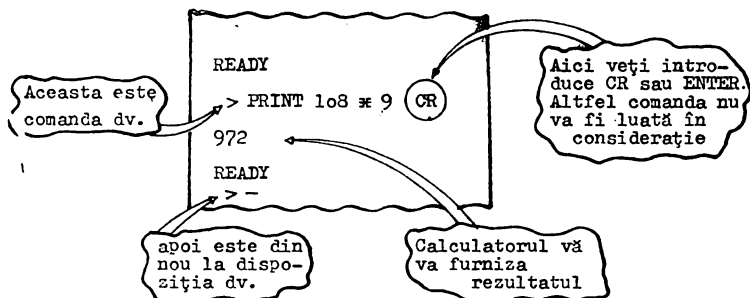 READY
> PRINT 1o8 ж 9 CR
972
READY
> -
Aceasta este
comanda dv.
Aici veţi intro-
duce CR sau ENTER.
Altfel comanda nu
va fi luată în
consideraţie
apoi este din
nou la dispo-
ziţia dv.
Calculatorul vă
va furniza
rezultatul